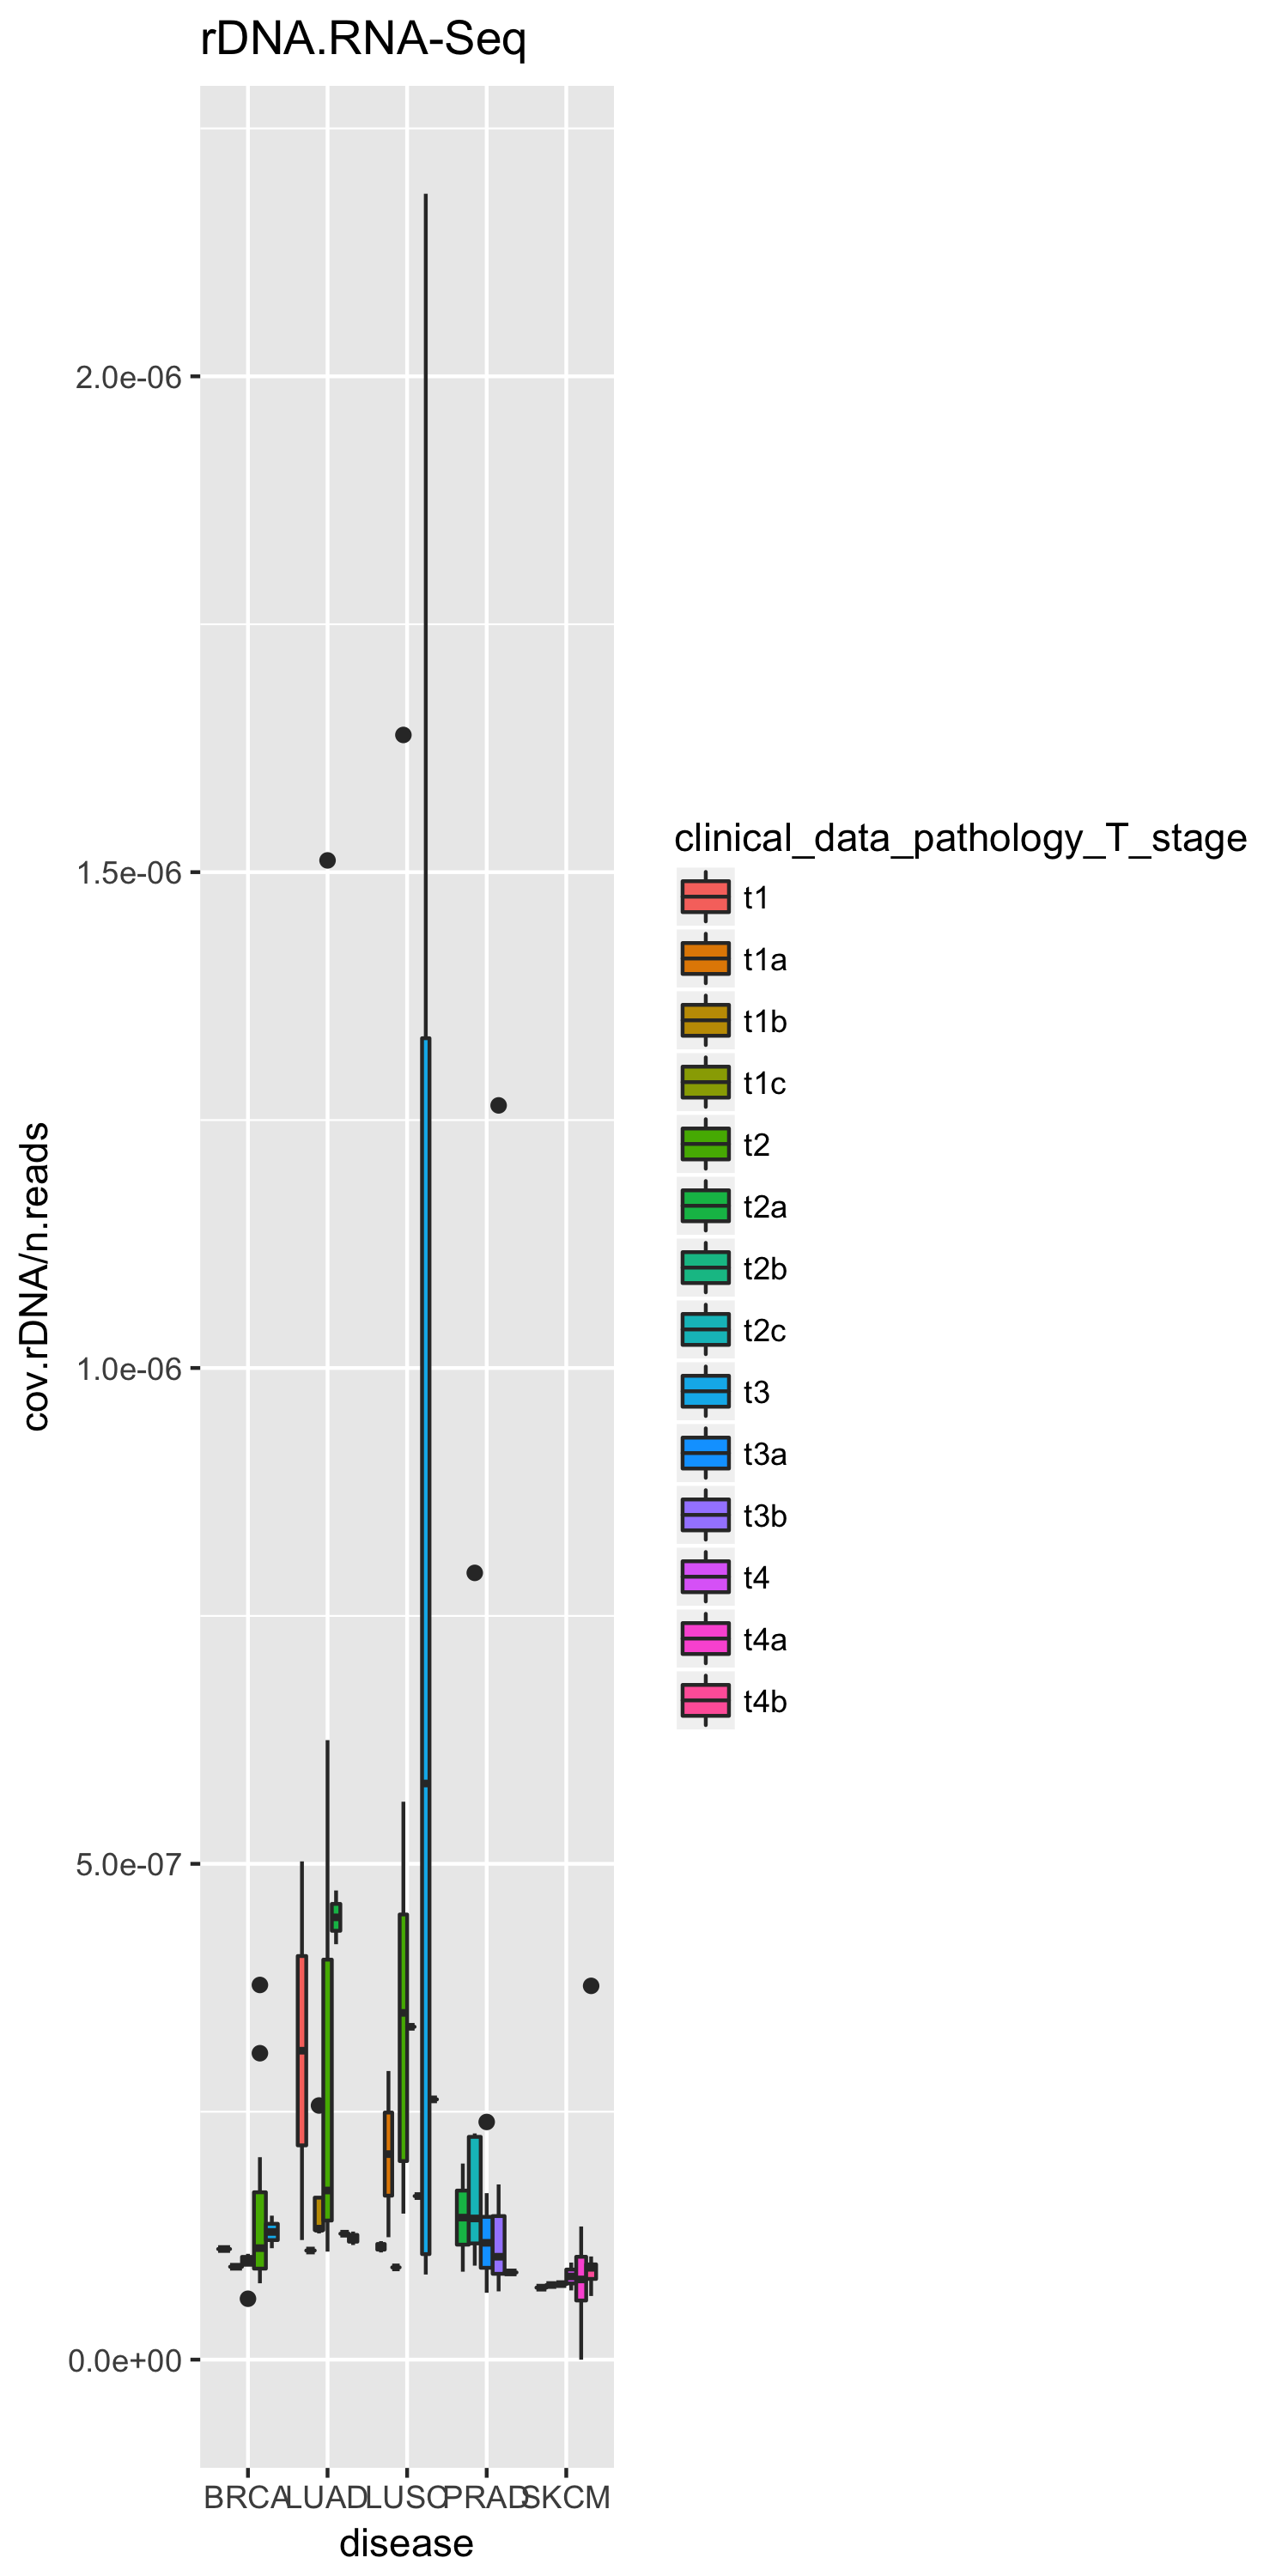 rDNA.RNA-Seq
cov.rDNA/n.reads
2.0e-06
1.5e-06
1.0e-06
5.0e-07
0.0e+00
BRCA LUAD LUSC PRAD SKCM
disease
clinical_data_pathology_T_stage
t1
t1a
t1b
t1c
t2
t2a
t2b
t2c
t3
t3a
t3b
t4
t4a
t4b